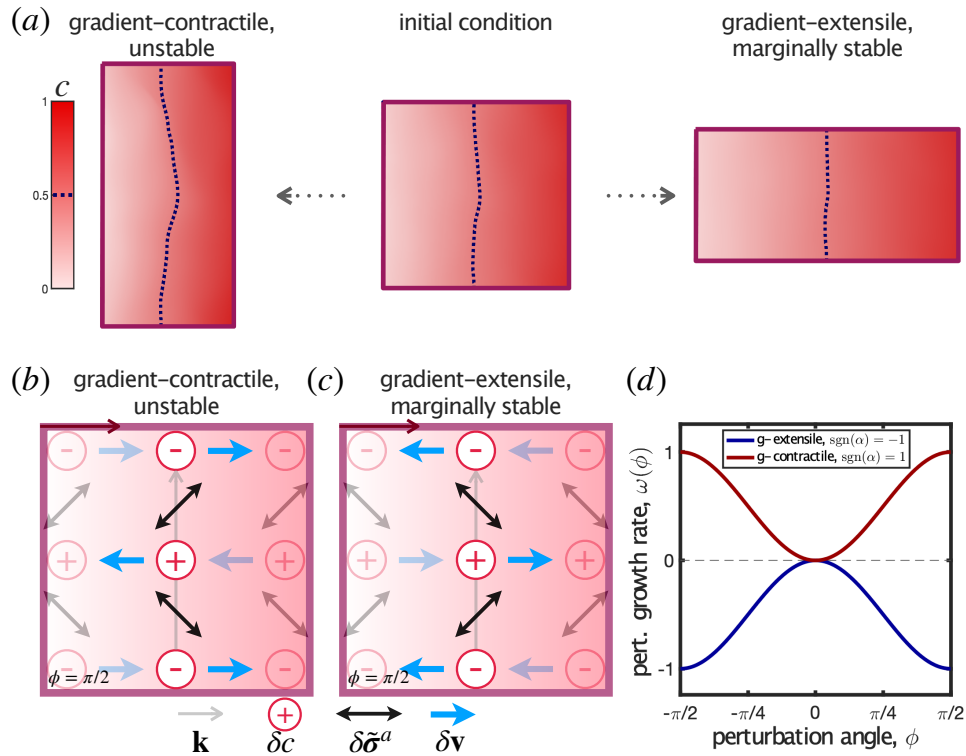 (a)
gradient-contractile,
unstable
initial condition
gradient-extensile,
marginally stable
c
1
0.5
0
(b)
gradient-contractile,
unstable
- - -
+ + +
- - -
ϕ = π/2
(c)
gradient-extensile,
marginally stable
- - -
+ + +
- - -
ϕ = π/2
+
k δc δσ̃ᵃ δv
(d)
g-extensile, sgn(α) = −1
g-contractile, sgn(α) = 1
pert. growth rate, ω(ϕ)
1
0
-1
-π/2 -π/4 0 π/4 π/2
perturbation angle, ϕ